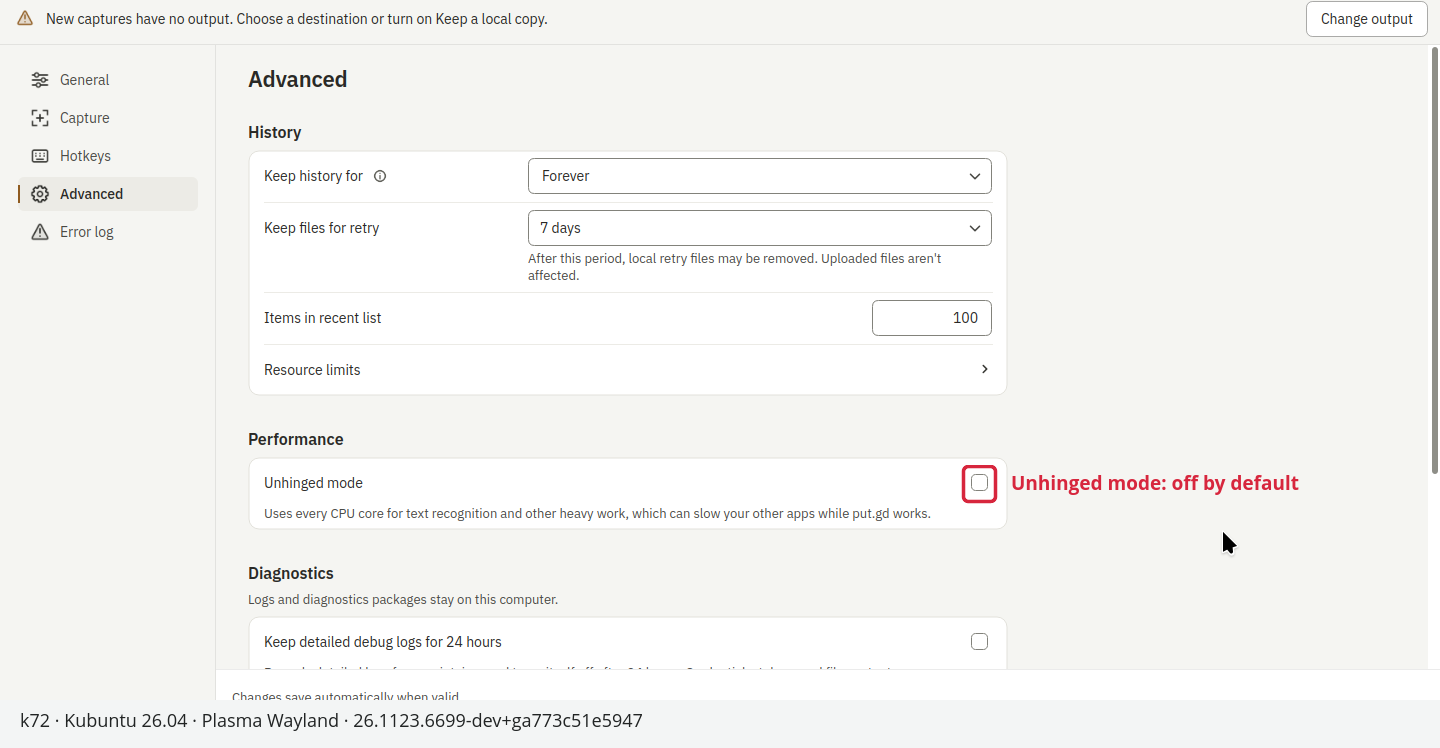 New captures have no output. Choose a destination or turn on Keep a local copy.
Change output
General
Capture
Hotkeys
Advanced
Error log
Advanced
History
Keep history for
Forever
Keep files for retry
7 days
After this period, local retry files may be removed. Uploaded files aren't
affected.
Items in recent list
100
Resource limits
Performance
Unhinged mode
Unhinged mode: off by default
Uses every CPU core for text recognition and other heavy work, which can slow your other apps while put.gd works.
Diagnostics
Logs and diagnostics packages stay on this computer.
Keep detailed debug logs for 24 hours
Changes save automatically when valid.
k72 · Kubuntu 26.04 · Plasma Wayland · 26.1123.6699-dev+ga773c51e5947